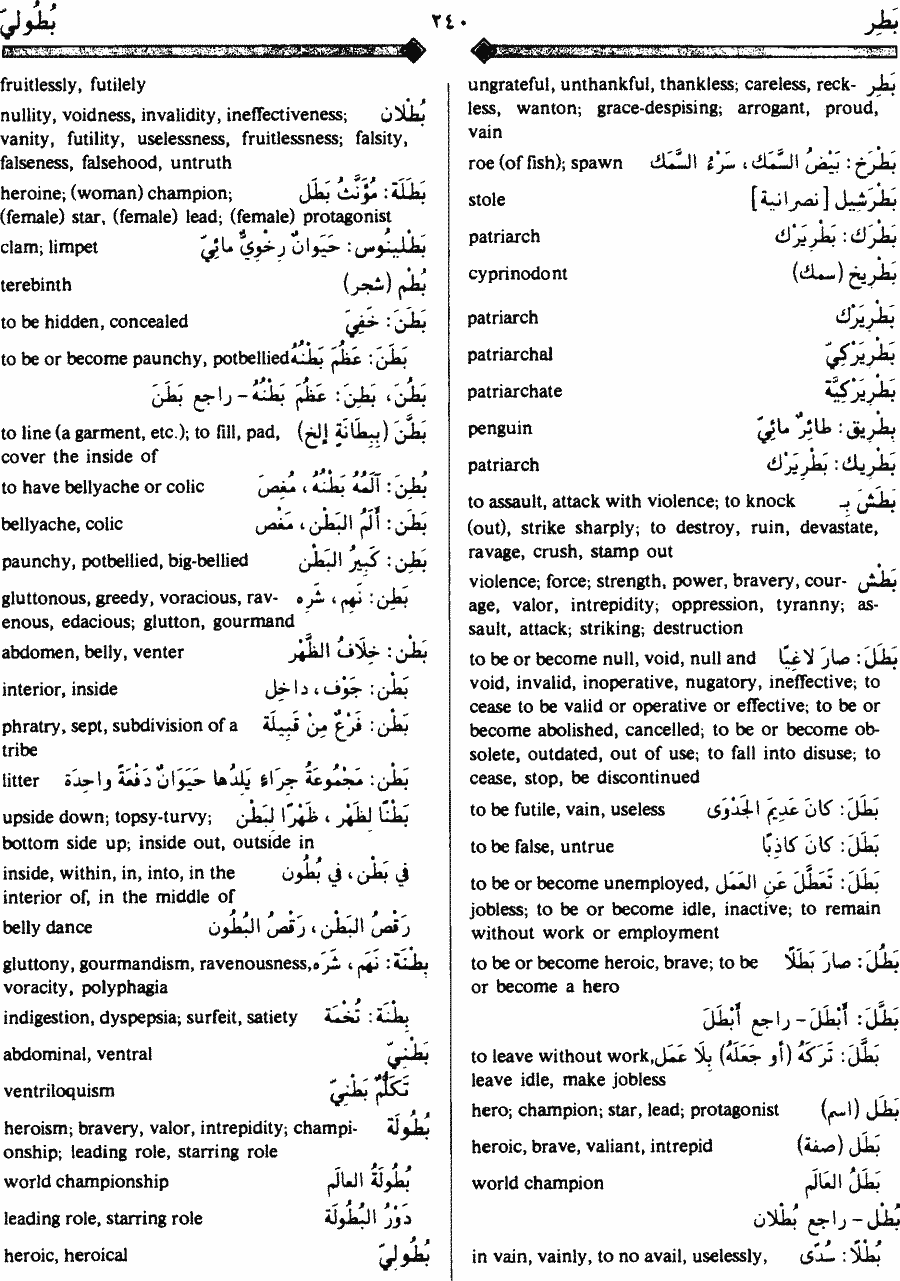 بَطِر ٢٤٠ بُطُولِيّ
بَطِر ungrateful, unthankful, thankless; careless, reck-
less, wanton; grace-despising; arrogant, proud,
vain
بَطْرَخ: بَيْضُ السَّمَك، سَرْءُ السَّمَك roe (of fish); spawn
بَطْرَشِيل [نصرانية] stole
بَطْرَك: بَطْرِيَرْك patriarch
بَطْرِيخ (سمك) cyprinodont
بَطْرِيَرْك patriarch
بَطْرِيَرْكِيّ patriarchal
بَطْرِيَرْكِيَّة patriarchate
بَطْرِيق: طائِرٌ مائِيّ penguin
بَطْرِيك: بَطْرِيَرْك patriarch
بَطَشَ بِـ to assault, attack with violence; to knock
(out), strike sharply; to destroy, ruin, devastate,
ravage, crush, stamp out
بَطْش violence; force; strength, power, bravery, cour-
age, valor, intrepidity; oppression, tyranny; as-
sault, attack; striking; destruction
بَطَلَ: صارَ لاغِيًا to be or become null, void, null and
void, invalid, inoperative, nugatory, ineffective; to
cease to be valid or operative or effective; to be or
become abolished, cancelled; to be or become ob-
solete, outdated, out of use; to fall into disuse; to
cease, stop, be discontinued
بَطَلَ: كانَ عَدِيمَ الجَدْوَى to be futile, vain, useless
بَطَلَ: كانَ كاذِبًا to be false, untrue
بَطَلَ: تَعَطَّلَ عَنِ العَمَل to be or become unemployed,
jobless; to be or become idle, inactive; to remain
without work or employment
بَطُلَ: صارَ بَطَلًا to be or become heroic, brave; to be
or become a hero
بَطَّلَ: أَبْطَلَ - راجع أَبْطَلَ
بَطَّلَ: تَرَكَهُ (أو جَعَلَهُ) بِلا عَمَل to leave without work,
leave idle, make jobless
بَطَل (اسم) hero; champion; star, lead; protagonist
بَطَل (صفة) heroic, brave, valiant, intrepid
بَطَلُ العَالَم world champion
بُطْل - راجع بُطْلان
بُطْلًا: سُدًى in vain, vainly, to no avail, uselessly,
fruitlessly, futilely
بُطْلان nullity, voidness, invalidity, ineffectiveness;
vanity, futility, uselessness, fruitlessness; falsity,
falseness, falsehood, untruth
بَطَلَة: مُؤَنَّثُ بَطَل heroine; (woman) champion;
(female) star, (female) lead; (female) protagonist
بَطْلِينُوس: حَيَوانٌ رِخْوِيٌّ مائِيّ clam; limpet
بُطْم (شجر) terebinth
بَطَنَ: خَفِيَ to be hidden, concealed
بَطُنَ: عَظُمَ بَطْنُهُ to be or become paunchy, potbellied
بَطُنَ، بَطِنَ: عَظُمَ بَطْنُهُ - راجع بَطُنَ
بَطَّنَ (بِبِطَانَةٍ إلخ) to line (a garment, etc.); to fill, pad,
cover the inside of
بُطِنَ: آلَمَهُ بَطْنُهُ، مُغِصَ to have bellyache or colic
بَطَن: أَلَمُ البَطْن، مَغْص bellyache, colic
بَطِن: كَبِيرُ البَطْن paunchy, potbellied, big-bellied
بَطِن: نَهِم، شَرِه gluttonous, greedy, voracious, rav-
enous, edacious; glutton, gourmand
بَطْن: خِلافُ الظَّهْر abdomen, belly, venter
بَطْن: جَوْف، داخِل interior, inside
بَطْن: فَرْعٌ مِنْ قَبِيلَة phratry, sept, subdivision of a
tribe
بَطْن: مَجْمُوعَةُ جِراءٍ يَلِدُها حَيَوانٌ دَفْعَةً واحِدَة litter
بَطْنًا لِظَهْر، ظَهْرًا لِبَطْن upside down; topsy-turvy;
bottom side up; inside out, outside in
في بَطْن، في بُطُون inside, within, in, into, in the
interior of, in the middle of
رَقْصُ البَطْن، رَقْصُ البُطُون belly dance
بِطْنَة: نَهَم، شَرَه gluttony, gourmandism, ravenousness,
voracity, polyphagia
بِطْنَة: تُخْمَة indigestion, dyspepsia; surfeit, satiety
بَطْنِيّ abdominal, ventral
تَكَلُّمٌ بَطْنِيّ ventriloquism
بُطُولَة heroism; bravery, valor, intrepidity; champi-
onship; leading role, starring role
بُطُولَةُ العَالَم world championship
دَوْرُ البُطُولَة leading role, starring role
بُطُولِيّ heroic, heroical